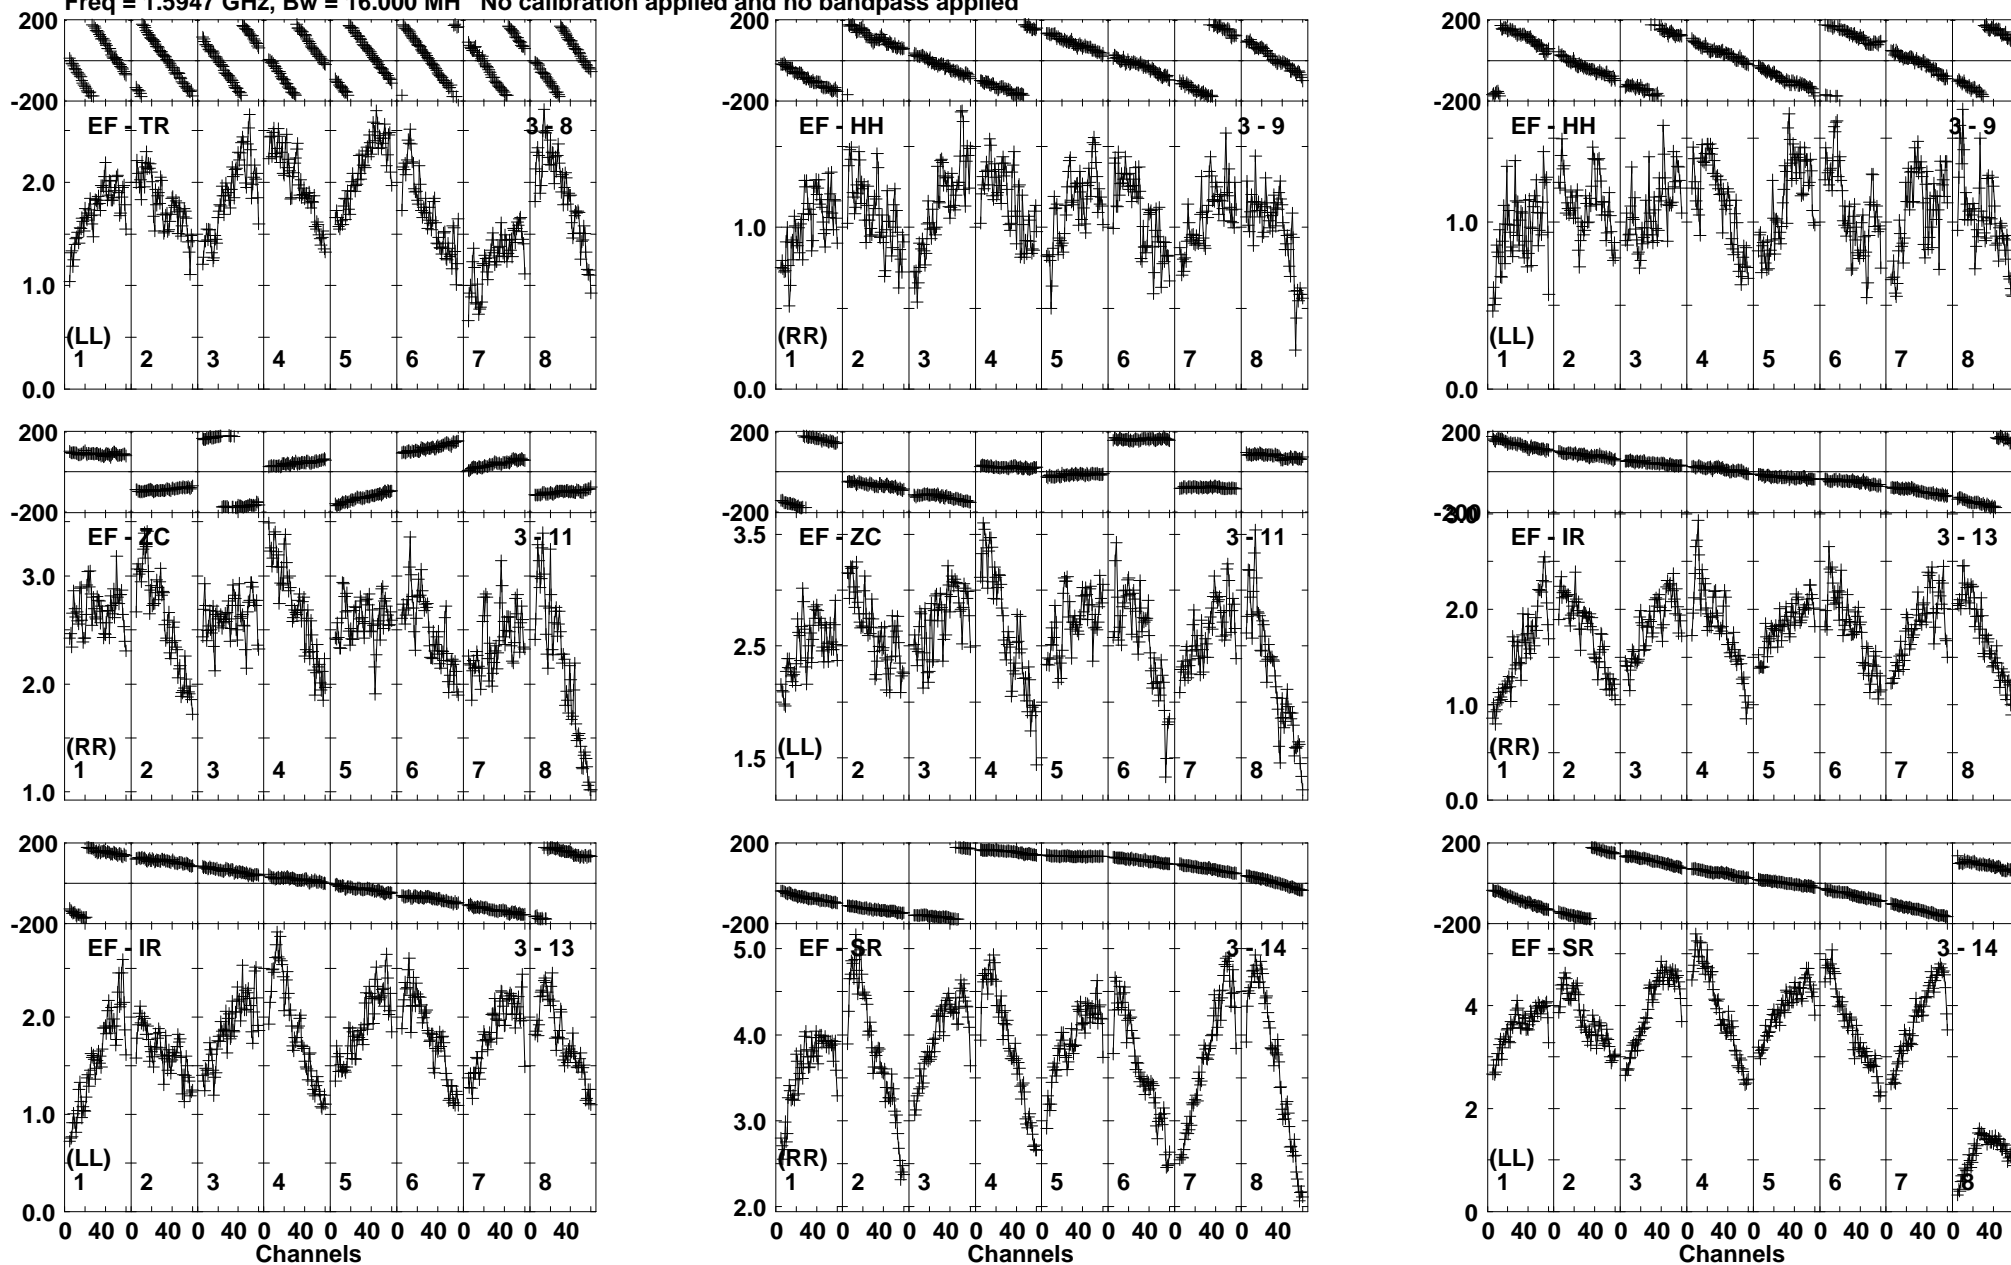 Freq = 1.5947 GHz, Bw = 16.000 MH No calibration applied and no bandpass applied
200 200 200
-200 -200 -200
EF - TR 3 - 8 EF - HH 3 - 9 EF - HH 3 - 9
2.0
1.0 1.0
1.0
(LL) (RR) (LL)
1 2 3 4 5 6 7 8 1 2 3 4 5 6 7 8 1 2 3 4 5 6 7 8
0.0 0.0 0.0
200 200 200
-200 -200 -200
3.0
EF - ZC 3 - 11 EF - ZC 3 - 11 EF - IR 3 - 13
3.5
3.0
2.5 2.0
2.0
1.5 1.0
(RR) (LL) (RR)
1 2 3 4 5 6 7 8 1 2 3 4 5 6 7 8 1 2 3 4 5 6 7 8
1.0 0.0
200 200 200
-200 -200 -200
EF - IR 3 - 13 EF - SR 3 - 14 EF - SR 3 - 14
5.0
2.0 4.0 4
1.0 3.0 2
(LL) (RR) (LL)
1 2 3 4 5 6 7 8 1 2 3 4 5 6 7 8 1 2 3 4 5 6 7 8
0.0 2.0 0
0 40 0 40 0 40 0 40 0 40 0 40 0 40 0 40 0 40 0 40 0 40 0 40 0 40 0 40 0 40 0 40 0 40 0 40 0 40 0 40 0 40 0 40 0 40 0 40
Channels Channels Channels